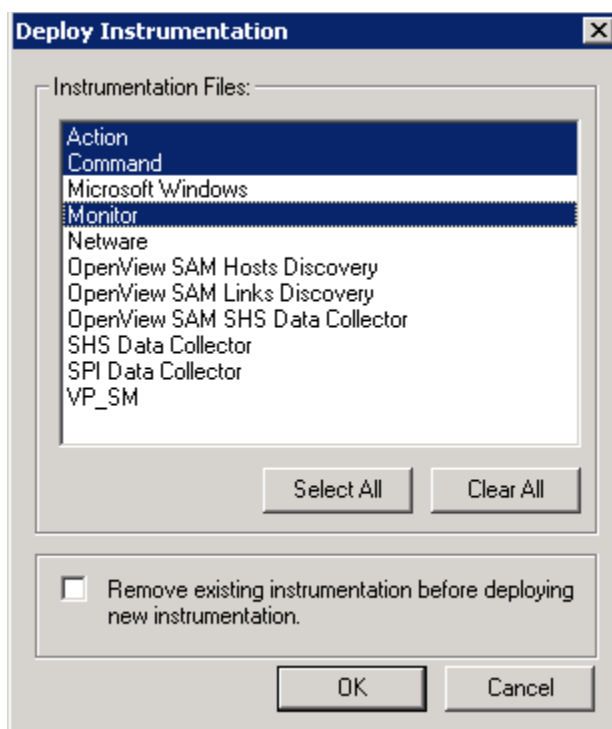 Deploy Instrumentation
Instrumentation Files:
Action
Command
Microsoft Windows
Monitor
Netware
OpenView SAM Hosts Discovery
OpenView SAM Links Discovery
OpenView SAM SHS Data Collector
SHS Data Collector
SPI Data Collector
VP_SM
Select All
Clear All
Remove existing instrumentation before deploying
new instrumentation.
OK
Cancel